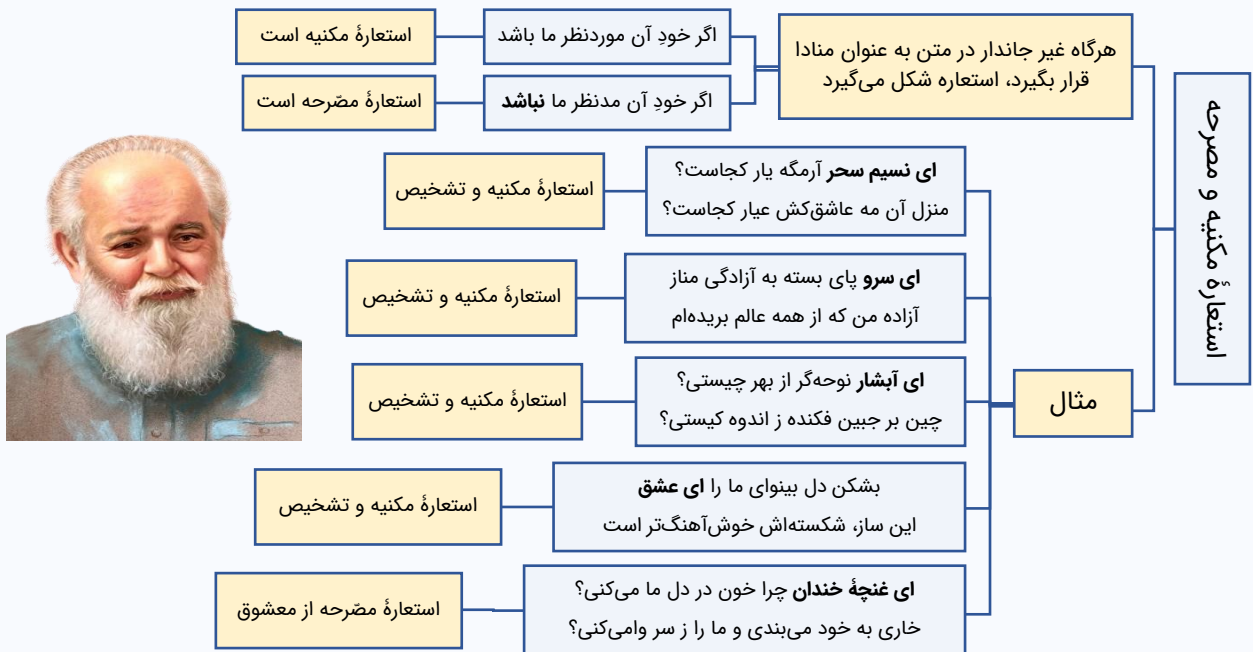 استعارهٔ مکنیه و مصرحه
هرگاه غیر جاندار در متن به عنوان منادا
قرار بگیرد، استعاره شکل می‌گیرد
اگر خودِ آن موردنظر ما باشد
استعارهٔ مکنیه است
اگر خودِ آن مدنظر ما نباشد
استعارهٔ مصّرحه است
مثال
ای نسیم سحر آرمگه یار کجاست؟
منزل آن مه عاشق‌کش عیار کجاست؟
استعارهٔ مکنیه و تشخیص
ای سرو پای بسته به آزادگی مناز
آزاده من که از همه عالم بریده‌ام
استعارهٔ مکنیه و تشخیص
ای آبشار نوحه‌گر از بهر چیستی؟
چین بر جبین فکنده ز اندوه کیستی؟
استعارهٔ مکنیه و تشخیص
بشکن دل بینوای ما را ای عشق
این ساز، شکسته‌اش خوش‌آهنگ‌تر است
استعارهٔ مکنیه و تشخیص
ای غنچهٔ خندان چرا خون در دل ما می‌کنی؟
خاری به خود می‌بندی و ما را ز سر وامی‌کنی؟
استعارهٔ مصّرحه از معشوق